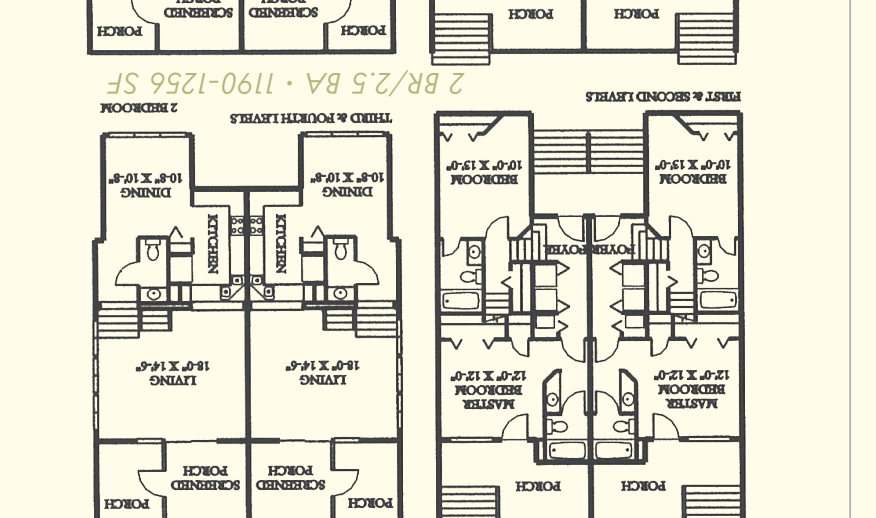 PORCH
PORCH
MASTER
BEDROOM
12'-0" X 12'-0"
MASTER
BEDROOM
12'-0" X 12'-0"
FOYER
FOYER
BEDROOM
10'-0" X 13'-0"
BEDROOM
10'-0" X 13'-0"
FIRST & SECOND LEVELS
PORCH
SCREENED
PORCH
SCREENED
PORCH
PORCH
LIVING
18-0" X 14'-6"
LIVING
18-0" X 14'-6"
KITCHEN
KITCHEN
DINING
10-8" X 10'-8"
DINING
10-8" X 10'-8"
THIRD & FOURTH LEVELS
2 BEDROOM
2 BR/2.5 BA · 1190-1256 SF
PORCH
PORCH
PORCH
SCREENED
PORCH
SCREENED
PORCH
PORCH